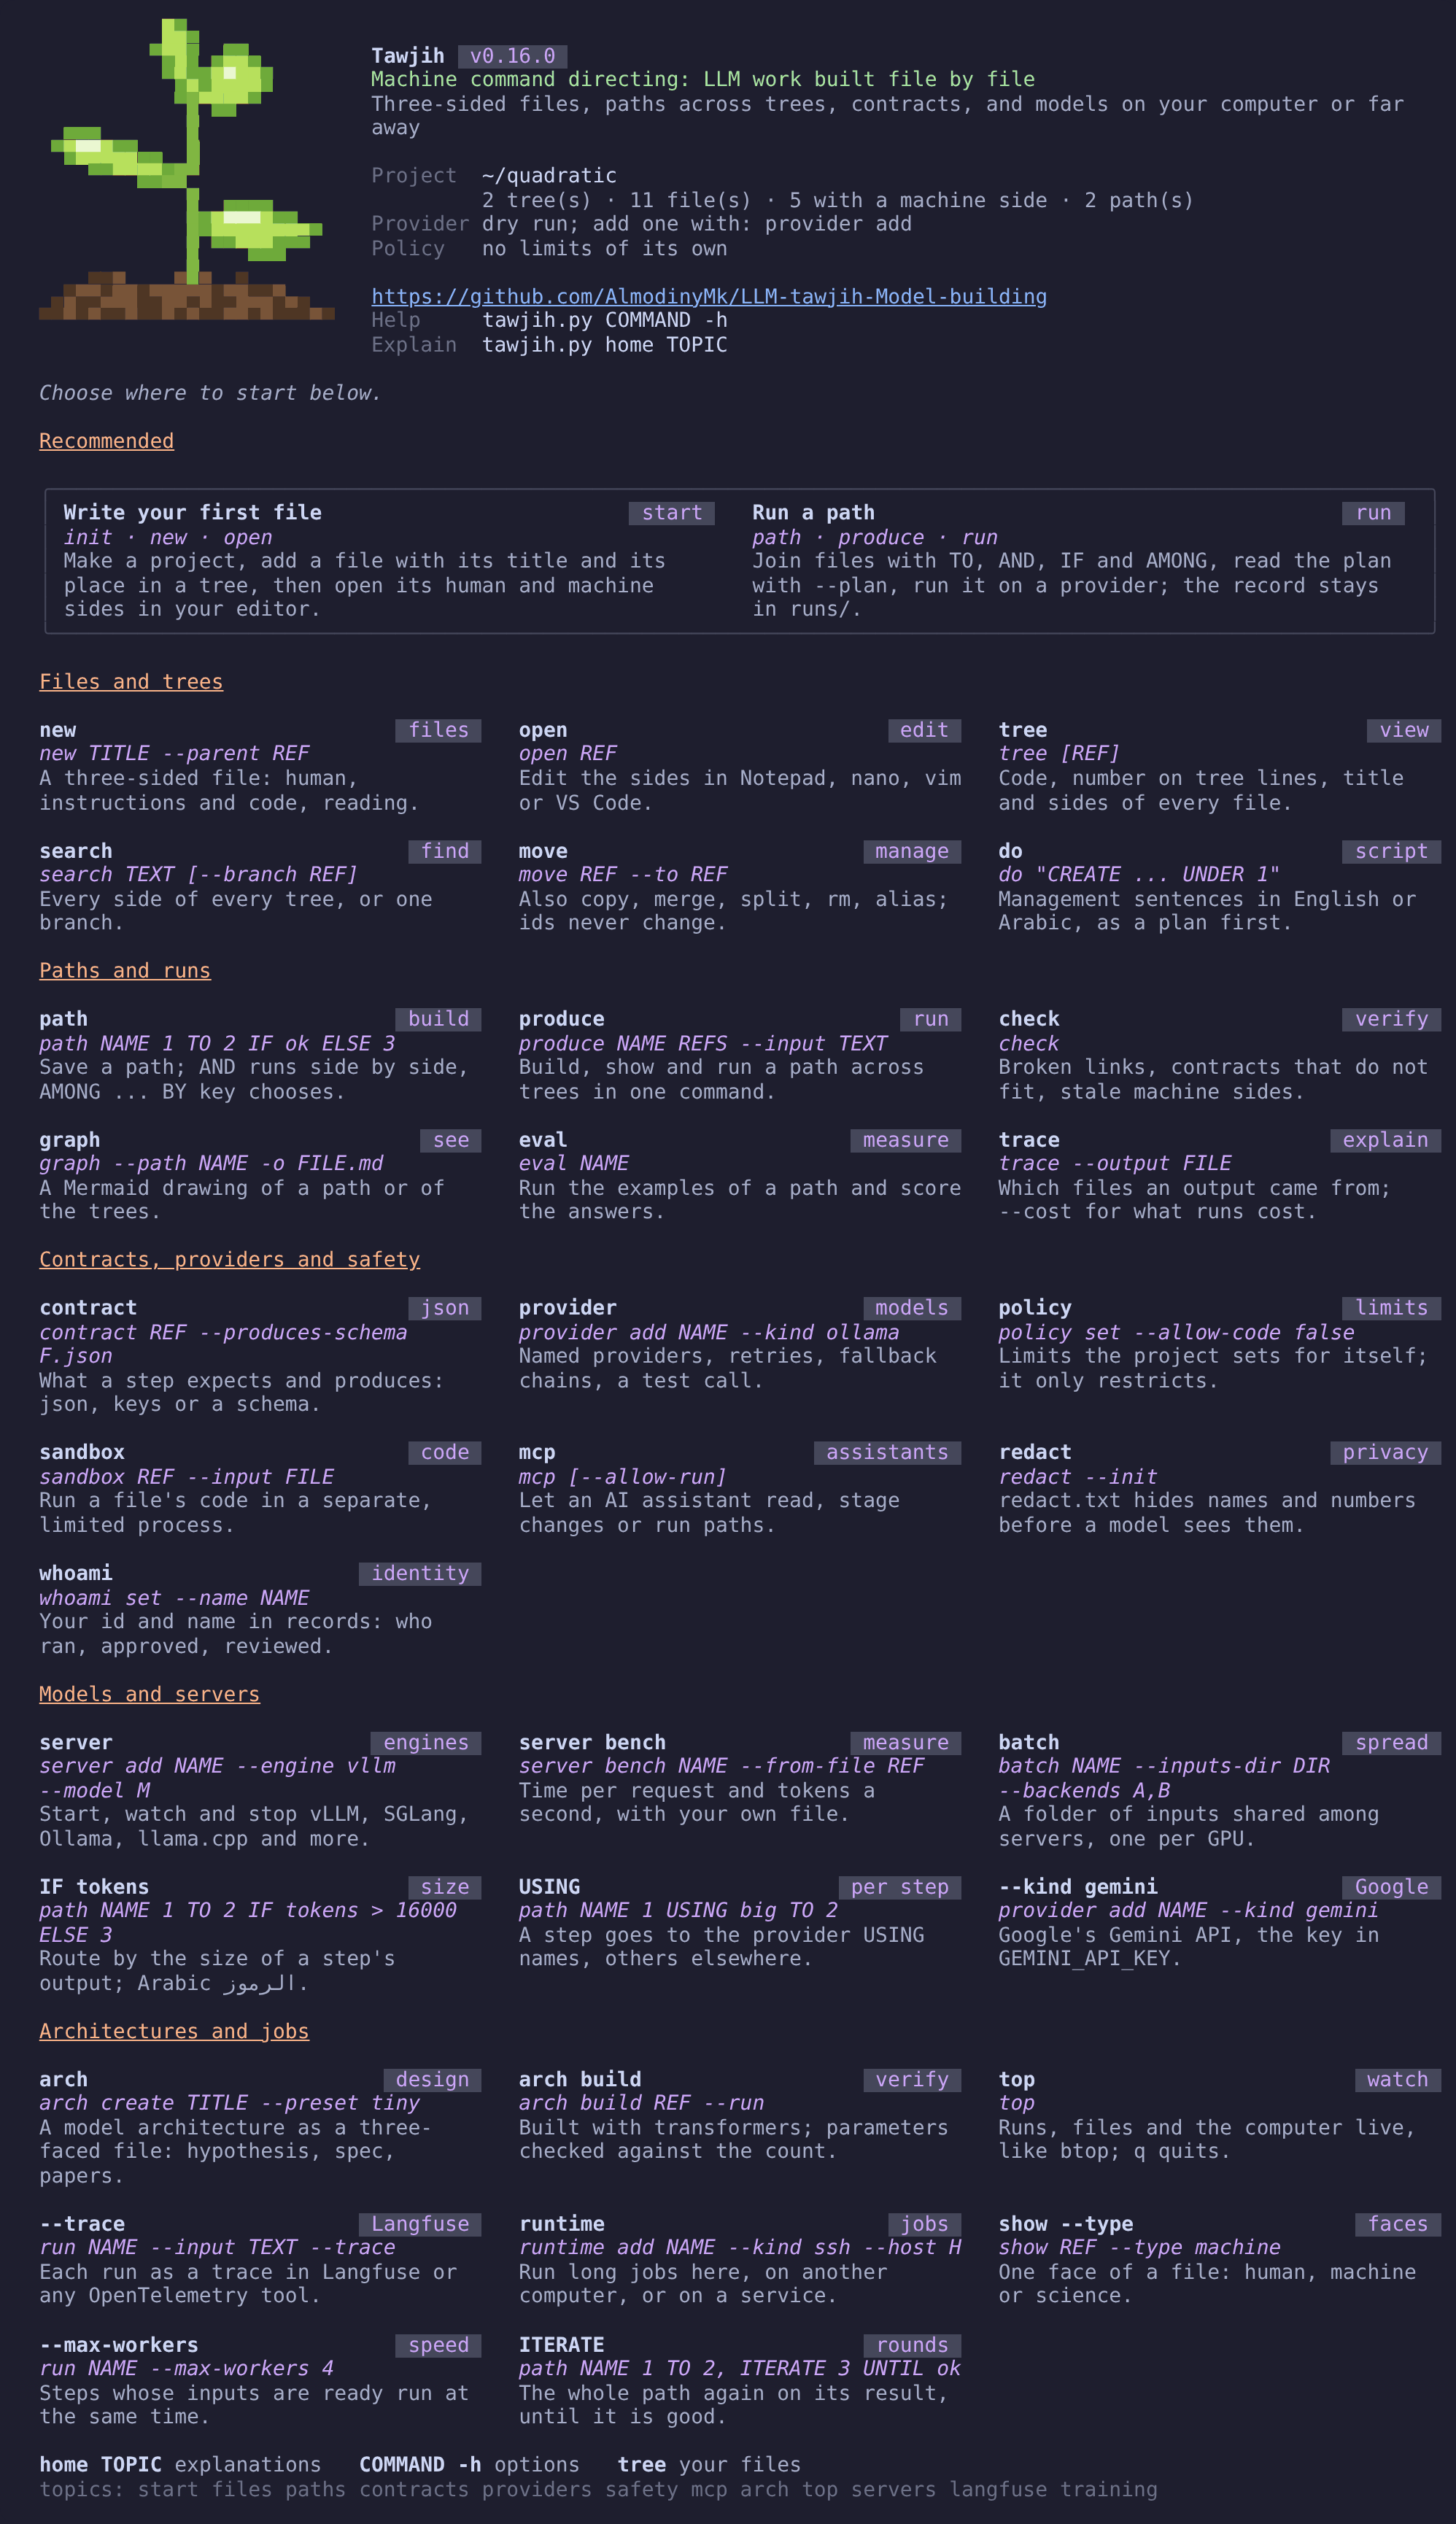 Tawjih v0.16.0
Machine command directing: LLM work built file by file
Three-sided files, paths across trees, contracts, and models on your computer or far
away
Project ~/quadratic
2 tree(s) · 11 file(s) · 5 with a machine side · 2 path(s)
Provider dry run; add one with: provider add
Policy no limits of its own
https://github.com/AlmodinyMk/LLM-tawjih-Model-building
Help tawjih.py COMMAND -h
Explain tawjih.py home TOPIC
Choose where to start below.
Recommended
Write your first file start
init · new · open
Make a project, add a file with its title and its
place in a tree, then open its human and machine
sides in your editor.
Run a path run
path · produce · run
Join files with TO, AND, IF and AMONG, read the plan
with --plan, run it on a provider; the record stays
in runs/.
Files and trees
new files
new TITLE --parent REF
A three-sided file: human,
instructions and code, reading.
open edit
open REF
Edit the sides in Notepad, nano, vim
or VS Code.
tree view
tree [REF]
Code, number on tree lines, title
and sides of every file.
search find
search TEXT [--branch REF]
Every side of every tree, or one
branch.
move manage
move REF --to REF
Also copy, merge, split, rm, alias;
ids never change.
do script
do "CREATE ... UNDER 1"
Management sentences in English or
Arabic, as a plan first.
Paths and runs
path build
path NAME 1 TO 2 IF ok ELSE 3
Save a path; AND runs side by side,
AMONG ... BY key chooses.
produce run
produce NAME REFS --input TEXT
Build, show and run a path across
trees in one command.
check verify
check
Broken links, contracts that do not
fit, stale machine sides.
graph see
graph --path NAME -o FILE.md
A Mermaid drawing of a path or of
the trees.
eval measure
eval NAME
Run the examples of a path and score
the answers.
trace explain
trace --output FILE
Which files an output came from;
--cost for what runs cost.
Contracts, providers and safety
contract json
contract REF --produces-schema
F.json
What a step expects and produces:
json, keys or a schema.
provider models
provider add NAME --kind ollama
Named providers, retries, fallback
chains, a test call.
policy limits
policy set --allow-code false
Limits the project sets for itself;
it only restricts.
sandbox code
sandbox REF --input FILE
Run a file's code in a separate,
limited process.
mcp assistants
mcp [--allow-run]
Let an AI assistant read, stage
changes or run paths.
redact privacy
redact --init
redact.txt hides names and numbers
before a model sees them.
whoami identity
whoami set --name NAME
Your id and name in records: who
ran, approved, reviewed.
Models and servers
server engines
server add NAME --engine vllm
--model M
Start, watch and stop vLLM, SGLang,
Ollama, llama.cpp and more.
server bench measure
server bench NAME --from-file REF
Time per request and tokens a
second, with your own file.
batch spread
batch NAME --inputs-dir DIR
--backends A,B
A folder of inputs shared among
servers, one per GPU.
IF tokens size
path NAME 1 TO 2 IF tokens > 16000
ELSE 3
Route by the size of a step's
output; Arabic الرموز.
USING per step
path NAME 1 USING big TO 2
A step goes to the provider USING
names, others elsewhere.
--kind gemini Google
provider add NAME --kind gemini
Google's Gemini API, the key in
GEMINI_API_KEY.
Architectures and jobs
arch design
arch create TITLE --preset tiny
A model architecture as a three-
faced file: hypothesis, spec,
papers.
arch build verify
arch build REF --run
Built with transformers; parameters
checked against the count.
top watch
top
Runs, files and the computer live,
like btop; q quits.
--trace Langfuse
run NAME --input TEXT --trace
Each run as a trace in Langfuse or
any OpenTelemetry tool.
runtime jobs
runtime add NAME --kind ssh --host H
Run long jobs here, on another
computer, or on a service.
show --type faces
show REF --type machine
One face of a file: human, machine
or science.
--max-workers speed
run NAME --max-workers 4
Steps whose inputs are ready run at
the same time.
ITERATE rounds
path NAME 1 TO 2, ITERATE 3 UNTIL ok
The whole path again on its result,
until it is good.
home TOPIC explanations COMMAND -h options tree your files
topics: start files paths contracts providers safety mcp arch top servers langfuse training